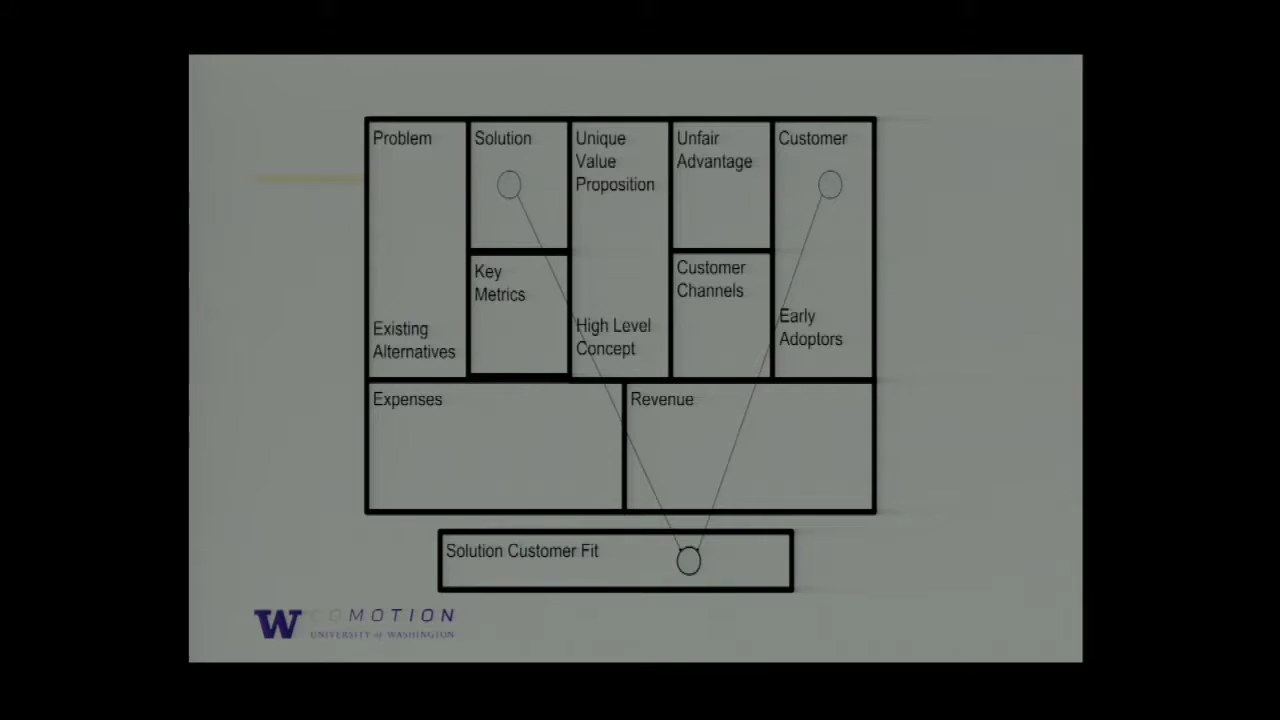 Problem
Solution
Unique
Value
Proposition
Unfair
Advantage
Customer
Key
Metrics
Customer
Channels
Existing
Alternatives
High Level
Concept
Early
Adoptors
Expenses
Revenue
Solution Customer Fit
W COMOTION
UNIVERSITY of WASHINGTON